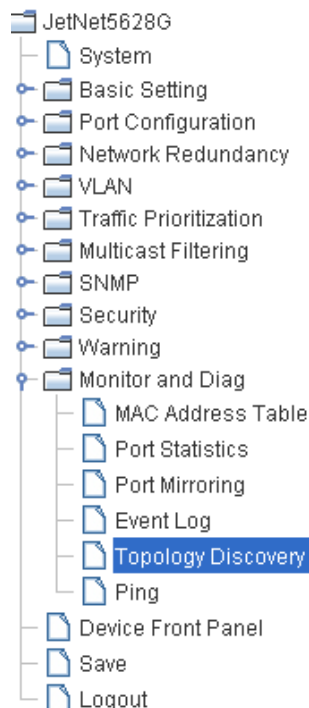 JetNet5628G
System
Basic Setting
Port Configuration
Network Redundancy
VLAN
Traffic Prioritization
Multicast Filtering
SNMP
Security
Warning
Monitor and Diag
MAC Address Table
Port Statistics
Port Mirroring
Event Log
Topology Discovery
Ping
Device Front Panel
Save
Logout